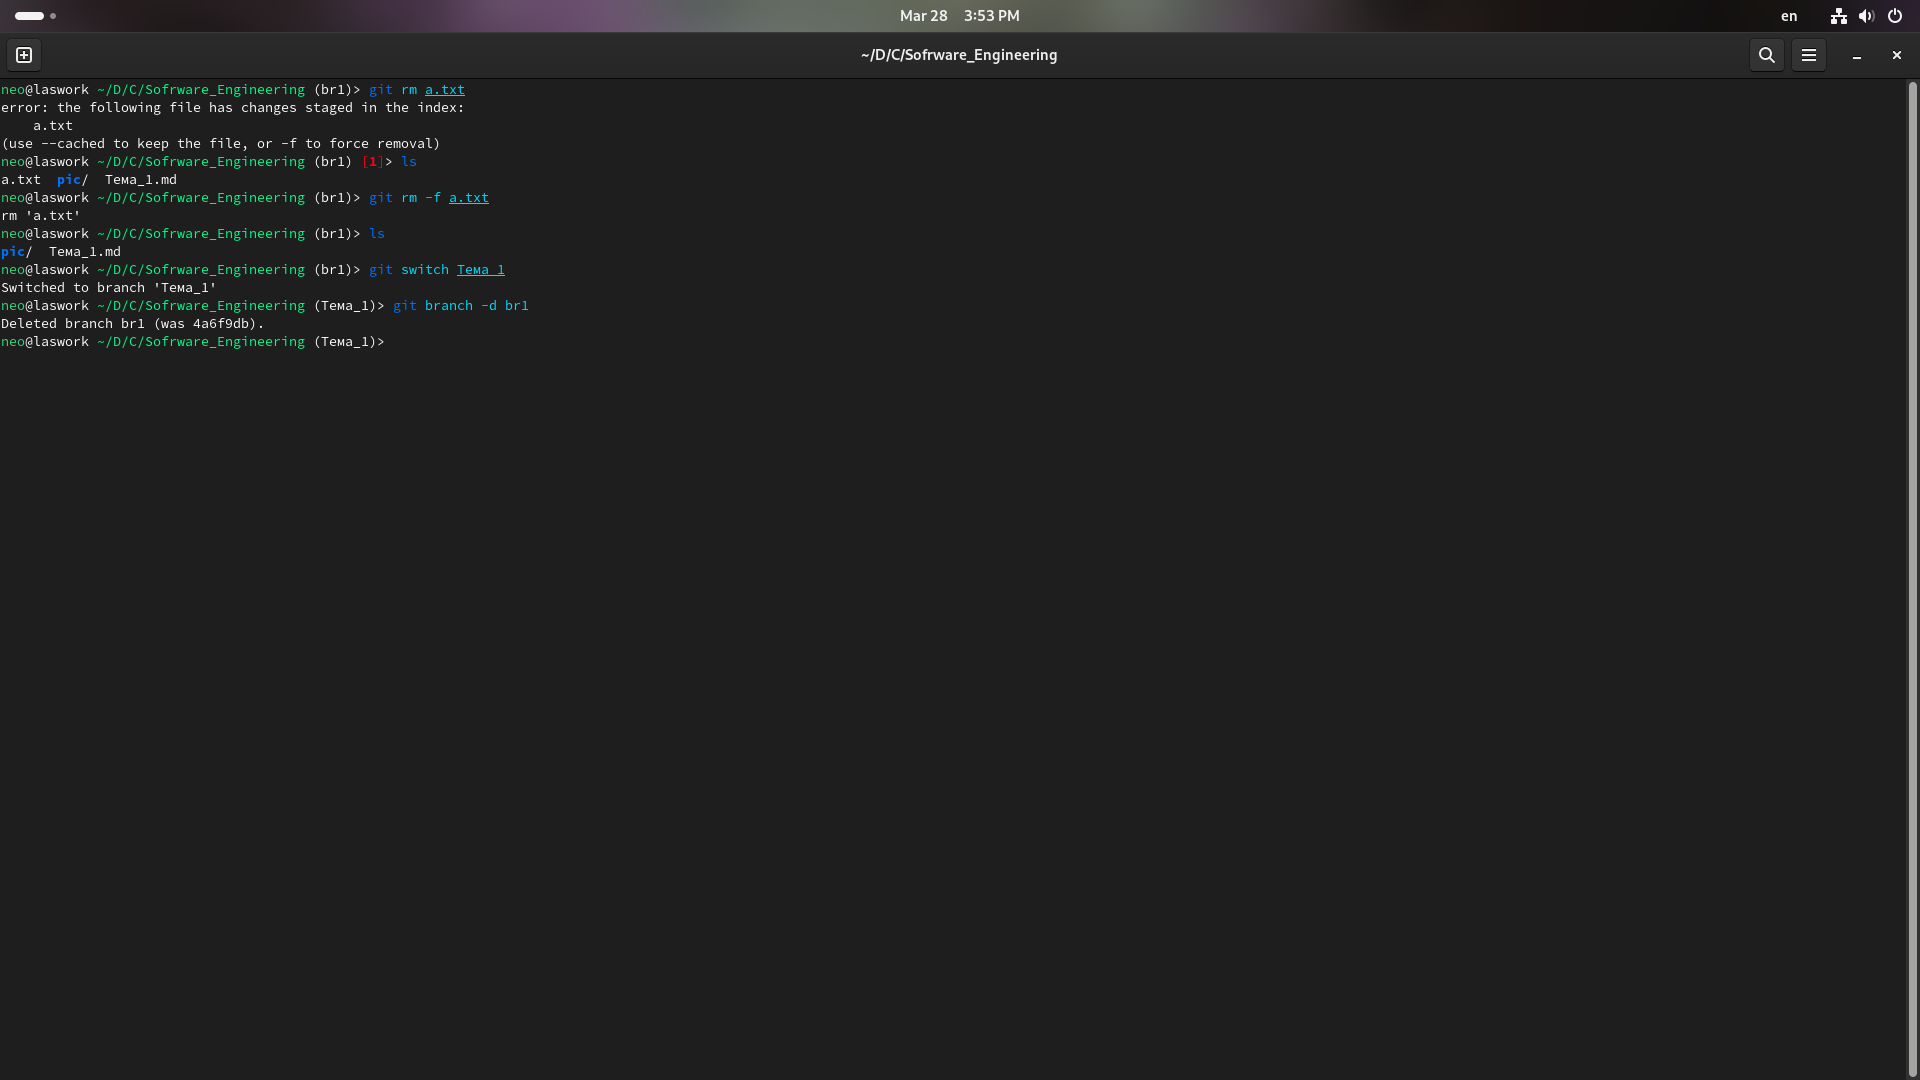 Mar 28 3:53 PM
en
~/D/C/Sofrware_Engineering
neo@laswork ~/D/C/Sofrware_Engineering (br1)> git rm a.txt
error: the following file has changes staged in the index:
    a.txt
(use --cached to keep the file, or -f to force removal)
neo@laswork ~/D/C/Sofrware_Engineering (br1) [1]> ls
a.txt  pic/  Тема_1.md
neo@laswork ~/D/C/Sofrware_Engineering (br1)> git rm -f a.txt
rm 'a.txt'
neo@laswork ~/D/C/Sofrware_Engineering (br1)> ls
pic/  Тема_1.md
neo@laswork ~/D/C/Sofrware_Engineering (br1)> git switch Тема_1
Switched to branch 'Тема_1'
neo@laswork ~/D/C/Sofrware_Engineering (Тема_1)> git branch -d br1
Deleted branch br1 (was 4a6f9db).
neo@laswork ~/D/C/Sofrware_Engineering (Тема_1)>